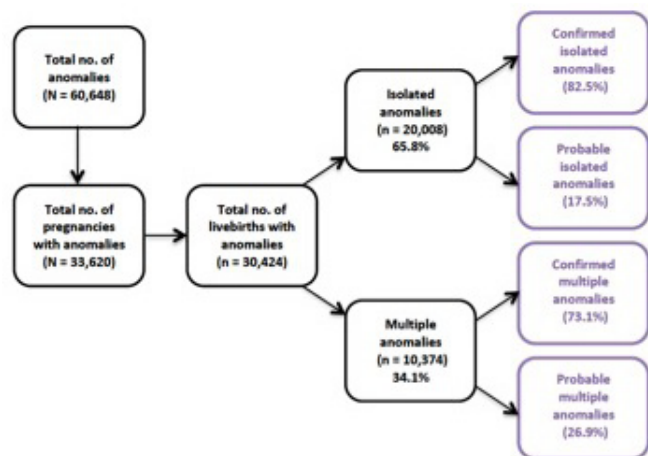 Total no. of
anomalies
(N = 60,648)
Total no. of
pregnancies
with anomalies
(N = 33,620)
Total no. of
livebirths with
anomalies
(n = 30,424)
Isolated
anomalies
(n = 20,008)
65.8%
Multiple
anomalies
(n = 10,374)
34.1%
Confirmed
isolated
anomalies
(82.5%)
Probable
isolated
anomalies
(17.5%)
Confirmed
multiple
anomalies
(73.1%)
Probable
multiple
anomalies
(26.9%)